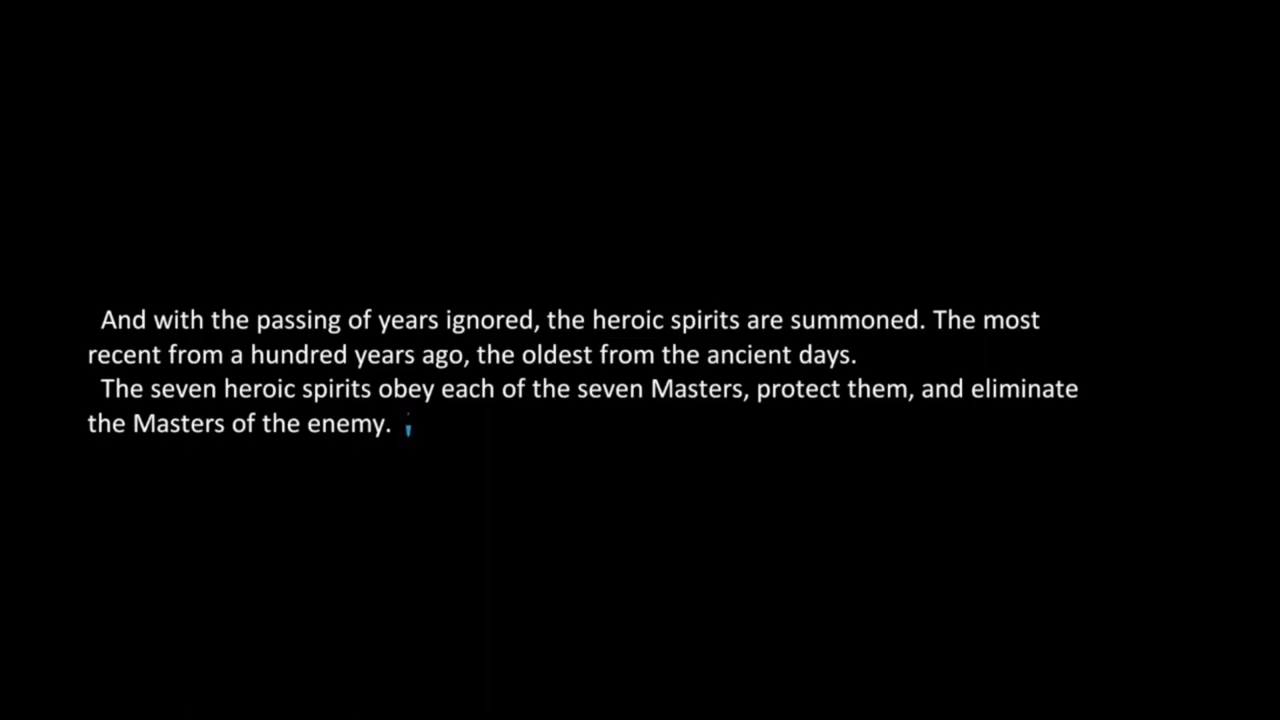 And with the passing of years ignored, the heroic spirits are summoned. The most
recent from a hundred years ago, the oldest from the ancient days.
The seven heroic spirits obey each of the seven Masters, protect them, and eliminate
the Masters of the enemy.